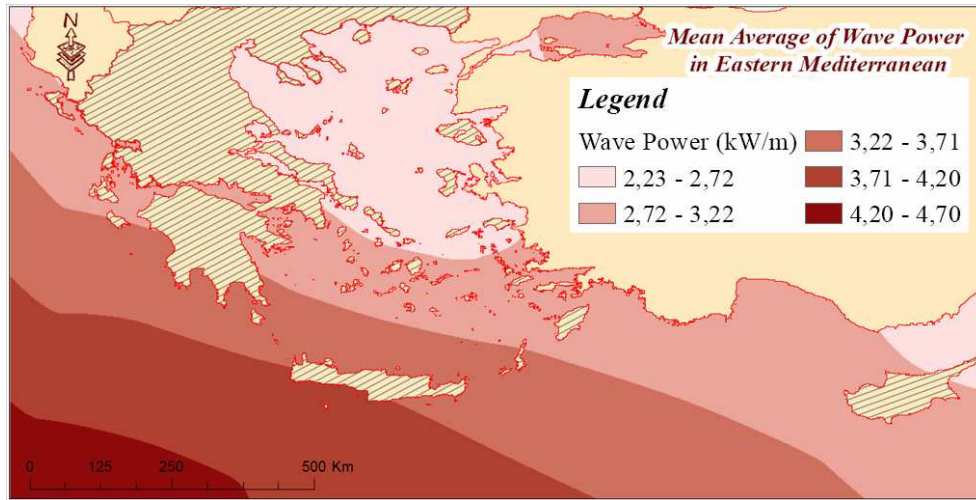 N
Mean Average of Wave Power
in Eastern Mediterranean
Legend
Wave Power (kW/m)
2,23 - 2,72
2,72 - 3,22
3,22 - 3,71
3,71 - 4,20
4,20 - 4,70
0 125 250 500 Km